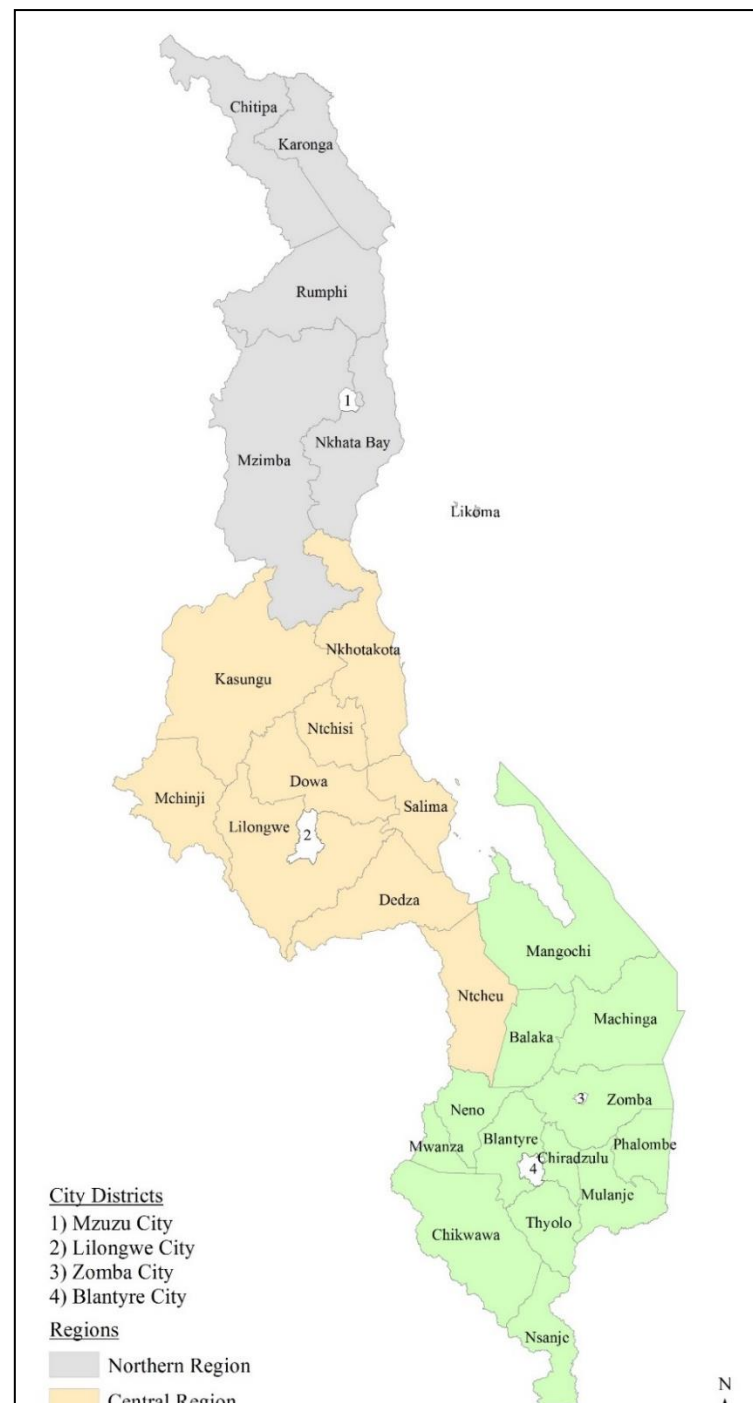 Chitipa
Karonga
Rumphi
1
Nkhata Bay
Mzimba
Likoma
Nkhotakota
Kasungu
Ntchisi
Dowa
Mchinji
Salima
Lilongwe
2
Dedza
Mangochi
Ntcheu
Machinga
Balaka
3
Zomba
Neno
Blantyre
Phalombe
Mwanza
Chiradzulu
4
Mulanje
Thyolo
Chikwawa
Nsanje
City Districts
1) Mzuzu City
2) Lilongwe City
3) Zomba City
4) Blantyre City
Regions
Northern Region
Central Region
N